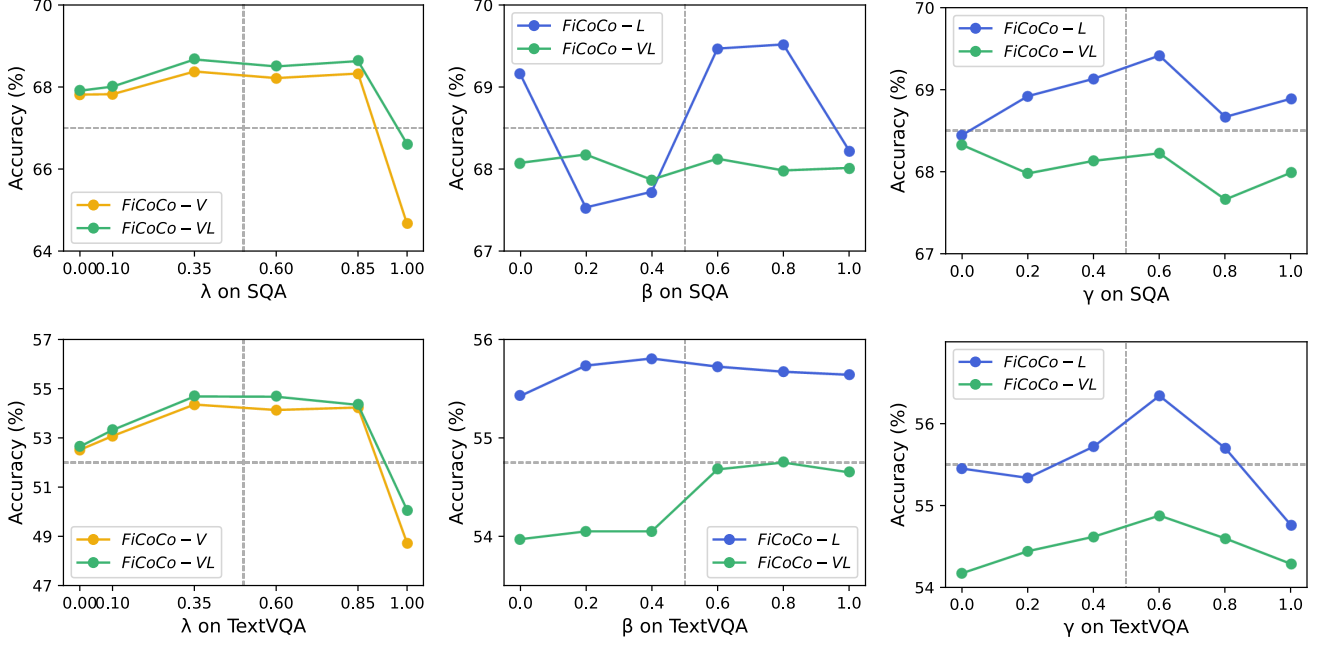 70
68
66
64
Accuracy (%)
FiCoCo − V
FiCoCo − VL
0.00 0.10 0.35 0.60 0.85 1.00
λ on SQA
70
69
68
67
Accuracy (%)
FiCoCo − L
FiCoCo − VL
0.0 0.2 0.4 0.6 0.8 1.0
β on SQA
70
69
68
67
Accuracy (%)
FiCoCo − L
FiCoCo − VL
0.0 0.2 0.4 0.6 0.8 1.0
γ on SQA
57
55
53
51
49
47
Accuracy (%)
FiCoCo − V
FiCoCo − VL
0.00 0.10 0.35 0.60 0.85 1.00
λ on TextVQA
56
55
54
Accuracy (%)
FiCoCo − L
FiCoCo − VL
0.0 0.2 0.4 0.6 0.8 1.0
β on TextVQA
56
55
54
Accuracy (%)
FiCoCo − L
FiCoCo − VL
0.0 0.2 0.4 0.6 0.8 1.0
γ on TextVQA